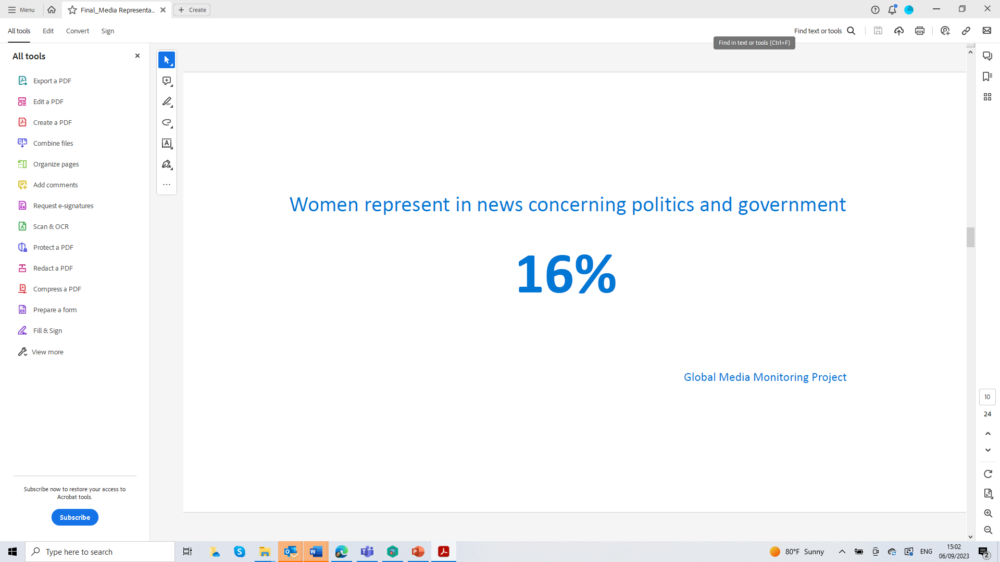 Menu
Final_Media Representa...
Create
All tools
Edit
Convert
Sign
Find text or tools
Find in text or tools (Ctrl+F)
All tools
Export a PDF
Edit a PDF
Create a PDF
Combine files
Organize pages
Add comments
Request e-signatures
Scan & OCR
Protect a PDF
Redact a PDF
Compress a PDF
Prepare a form
Fill & Sign
View more
Subscribe now to restore your access to
Acrobat tools.
Subscribe
Women represent in news concerning politics and government
16%
Global Media Monitoring Project
10
24
Type here to search
80°F Sunny
ENG
15:02
06/09/2023
2